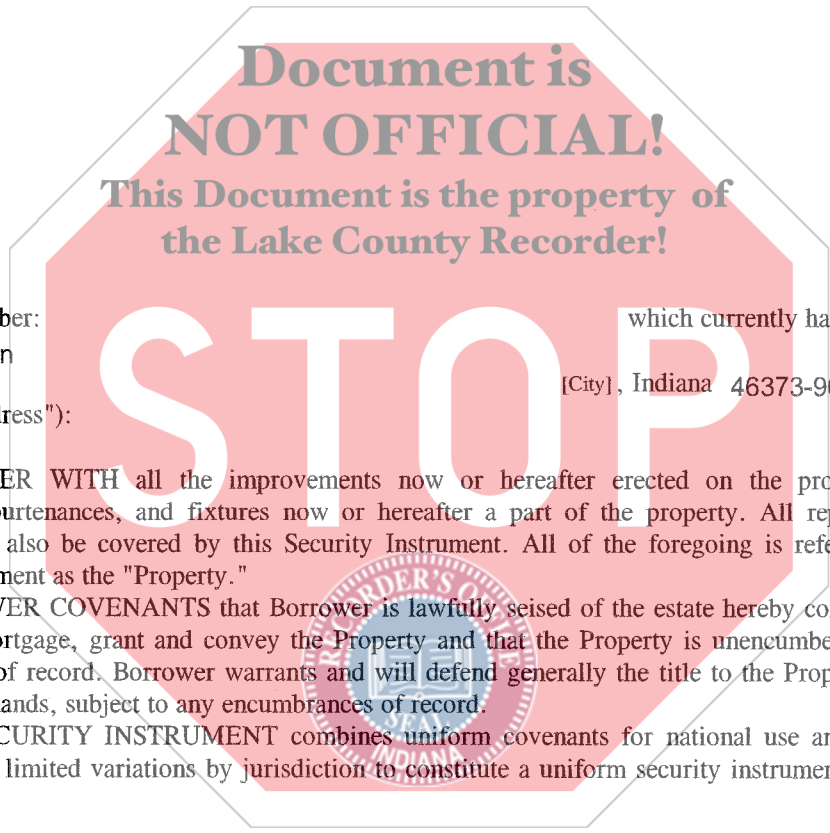 Document is
NOT OFFICIAL!
This Document is the property of
the Lake County Recorder!
STOP
ber: which currently ha
n
[City], Indiana 46373-9
ress"):
ER WITH all the improvements now or hereafter erected on the pro
urtenances, and fixtures now or hereafter a part of the property. All rep
also be covered by this Security Instrument. All of the foregoing is refe
ment as the "Property."
VER COVENANTS that Borrower is lawfully seised of the estate hereby co
ortgage, grant and convey the Property and that the Property is unencumbe
of record. Borrower warrants and will defend generally the title to the Prop
ands, subject to any encumbrances of record.
CURITY INSTRUMENT combines uniform covenants for national use an
limited variations by jurisdiction to constitute a uniform security instrumen
RECORDER'S OFFICE
SEAL
INDIANA